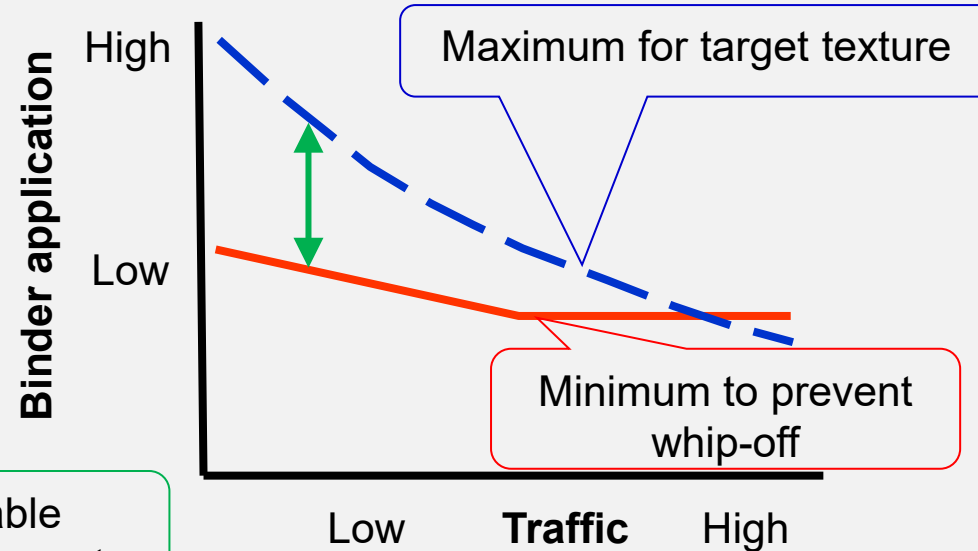 High
Maximum for target texture
Binder application
Low
Minimum to prevent
whip-off
Low Traffic High